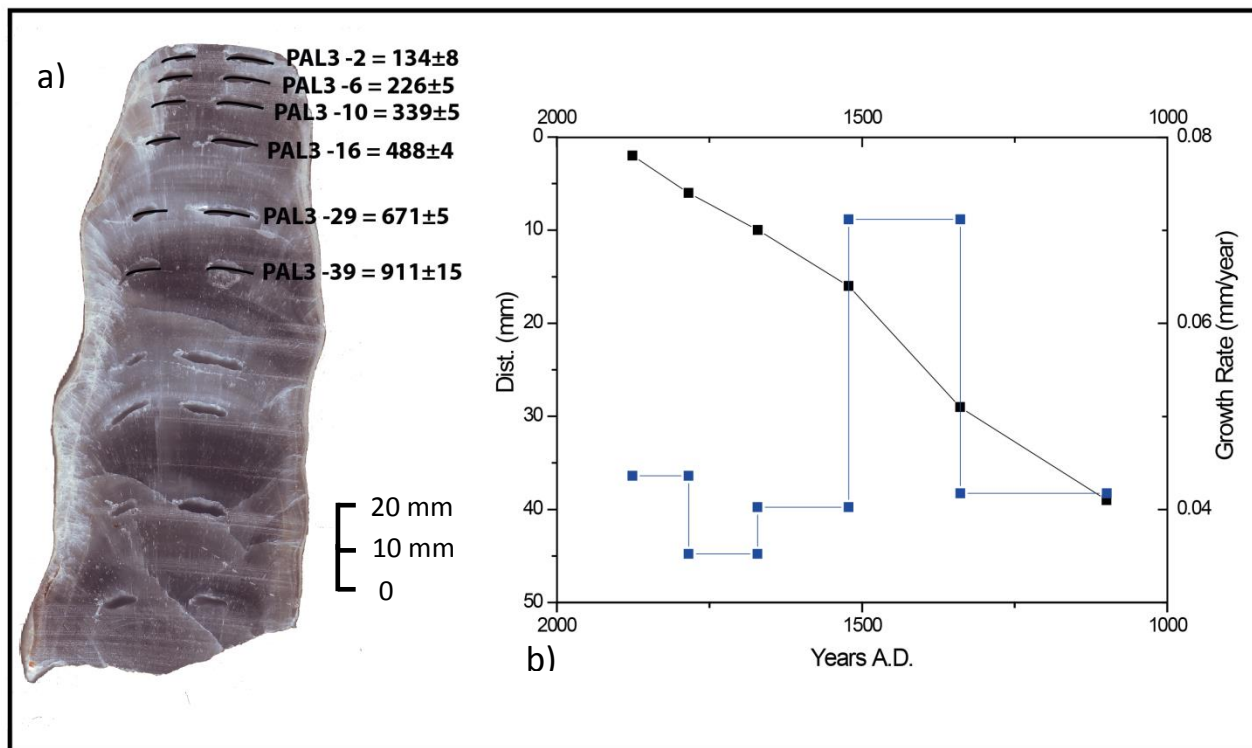 a)
PAL3 -2 = 134±8
PAL3 -6 = 226±5
PAL3 -10 = 339±5
PAL3 -16 = 488±4
PAL3 -29 = 671±5
PAL3 -39 = 911±15
20 mm
10 mm
0
b)
2000 1500 1000
0 0.08
10
20 0.06
30
40 0.04
50
Dist. (mm)
Growth Rate (mm/year)
2000 1500 1000
Years A.D.